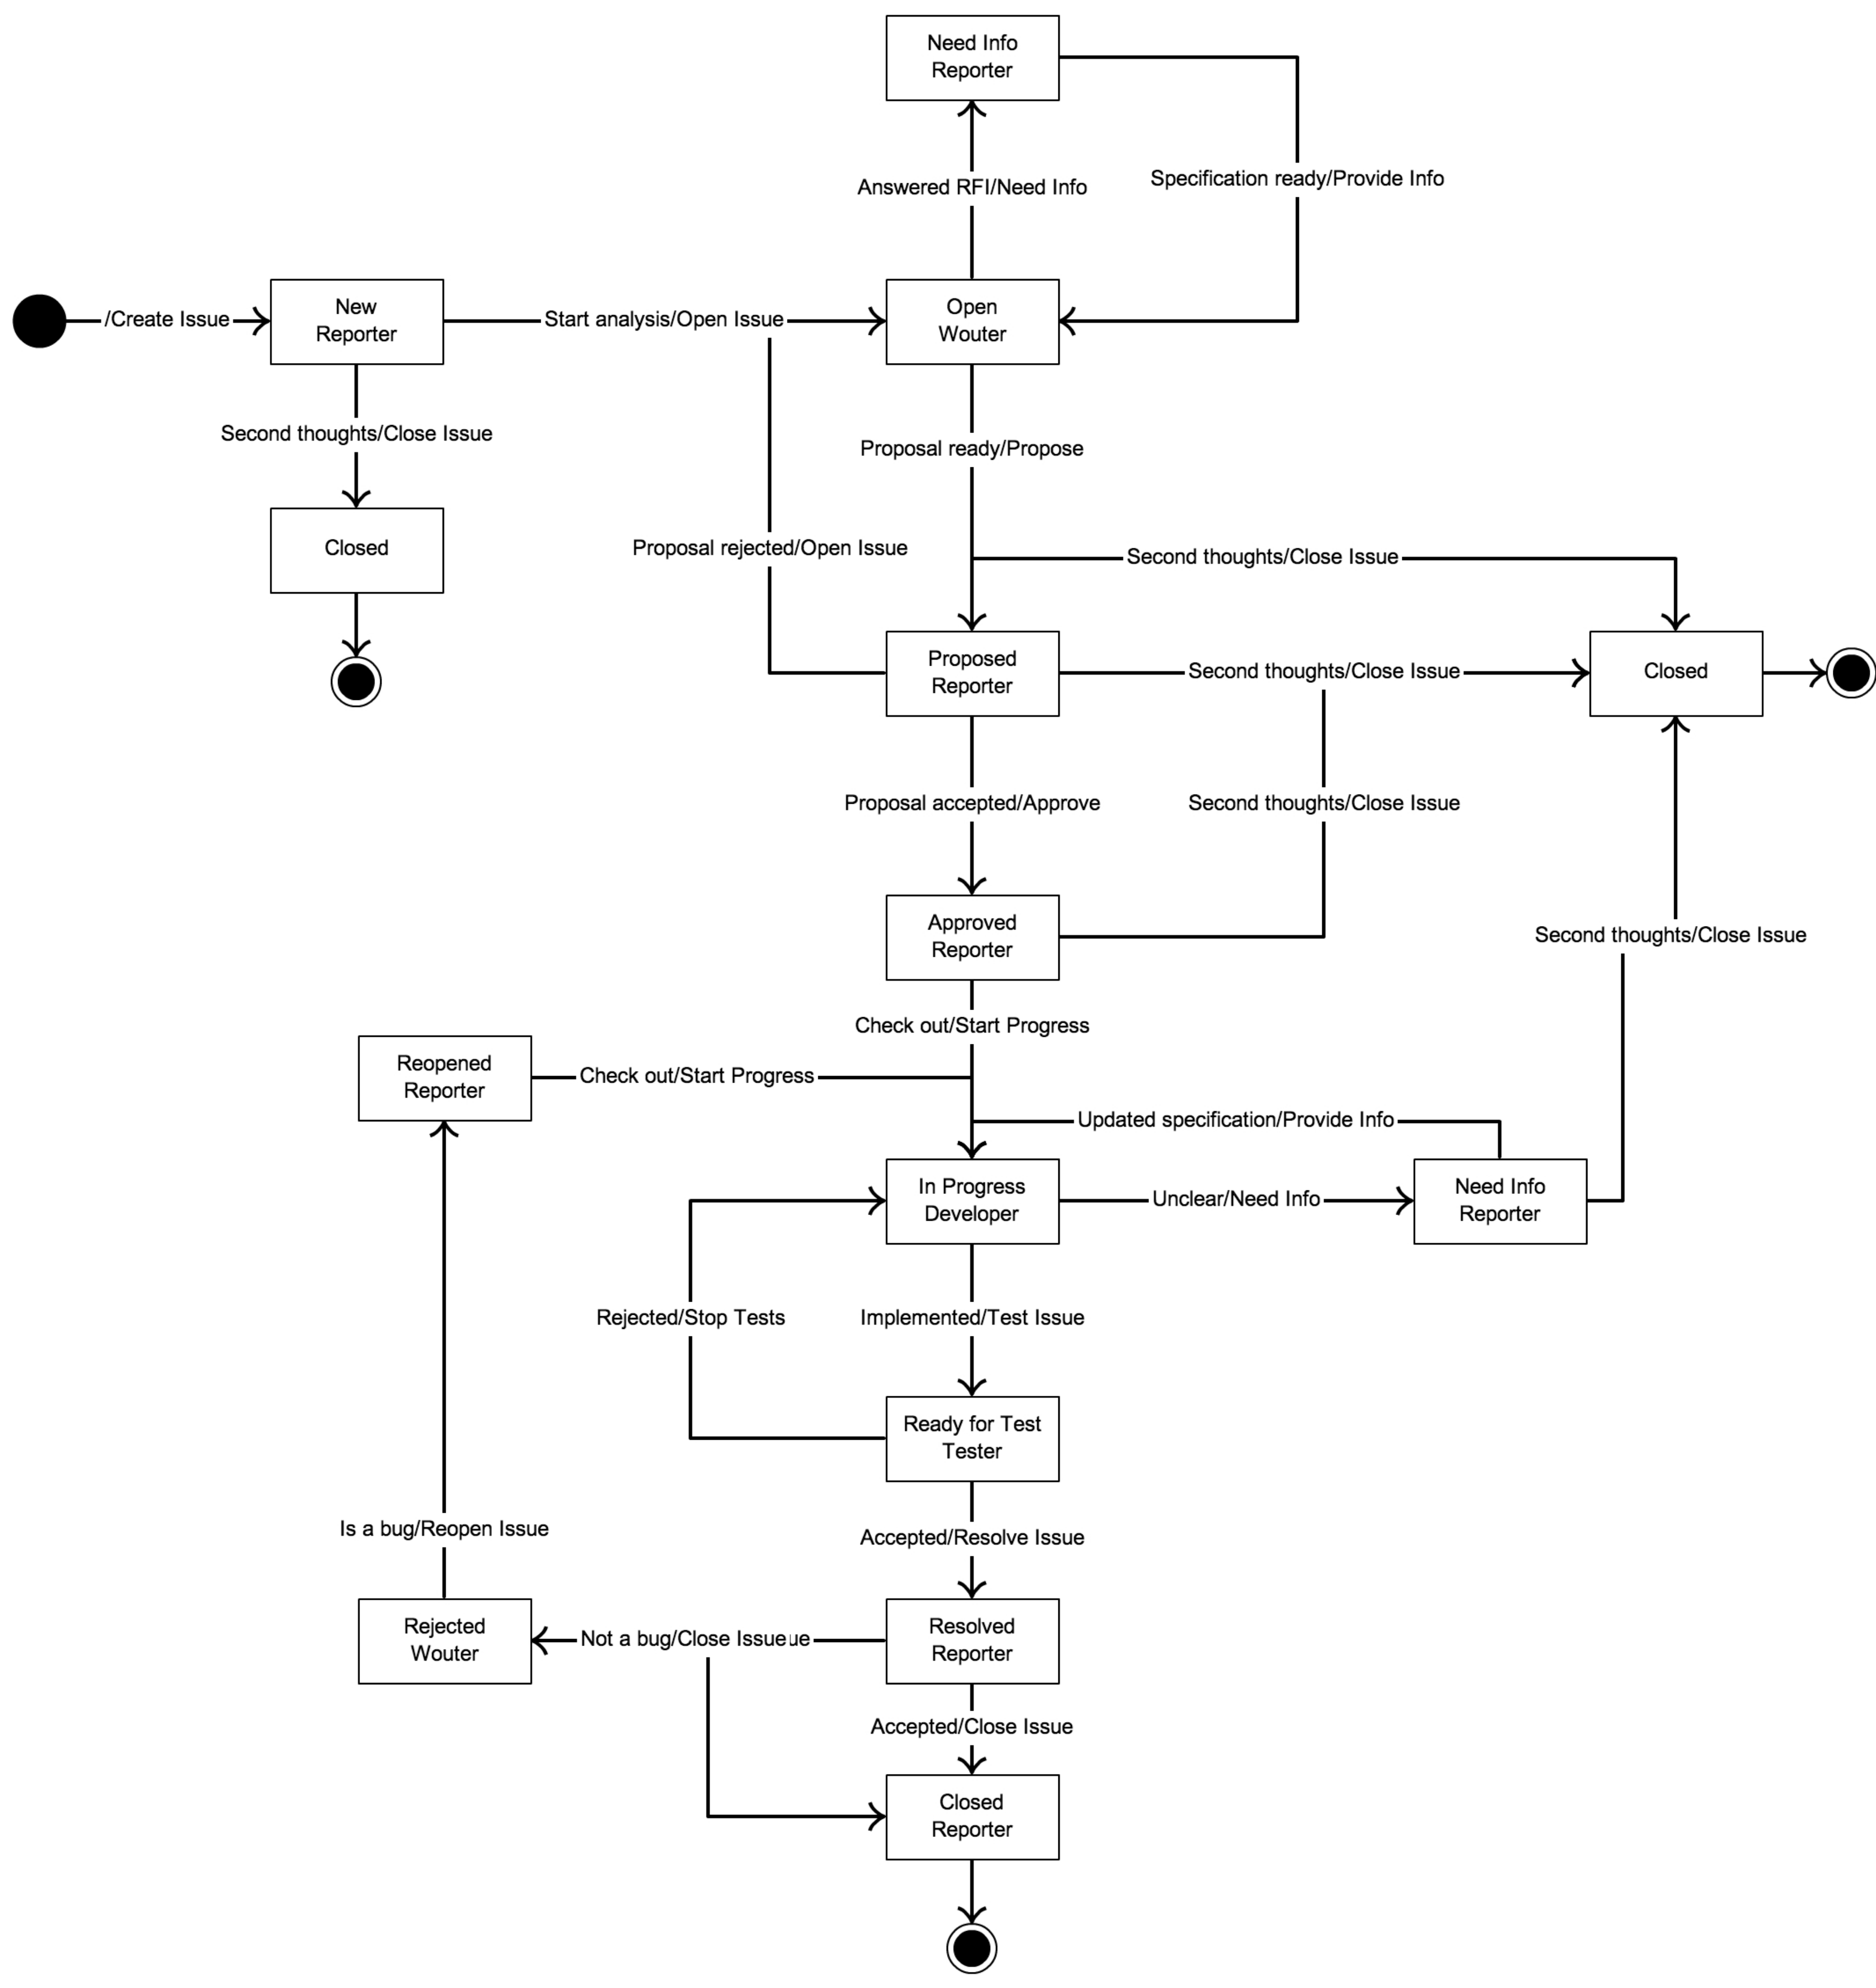 Need Info
Reporter
Answered RFI/Need Info
Specification ready/Provide Info
/Create Issue
New
Reporter
Start analysis/Open Issue
Open
Wouter
Second thoughts/Close Issue
Proposal ready/Propose
Closed
Proposal rejected/Open Issue
Second thoughts/Close Issue
Proposed
Reporter
Second thoughts/Close Issue
Closed
Proposal accepted/Approve
Second thoughts/Close Issue
Approved
Reporter
Second thoughts/Close Issue
Check out/Start Progress
Reopened
Reporter
Check out/Start Progress
Updated specification/Provide Info
In Progress
Developer
Unclear/Need Info
Need Info
Reporter
Rejected/Stop Tests
Implemented/Test Issue
Ready for Test
Tester
Is a bug/Reopen Issue
Accepted/Resolve Issue
Rejected
Wouter
Not a bug/Close Issue
Resolved
Reporter
Accepted/Close Issue
Closed
Reporter